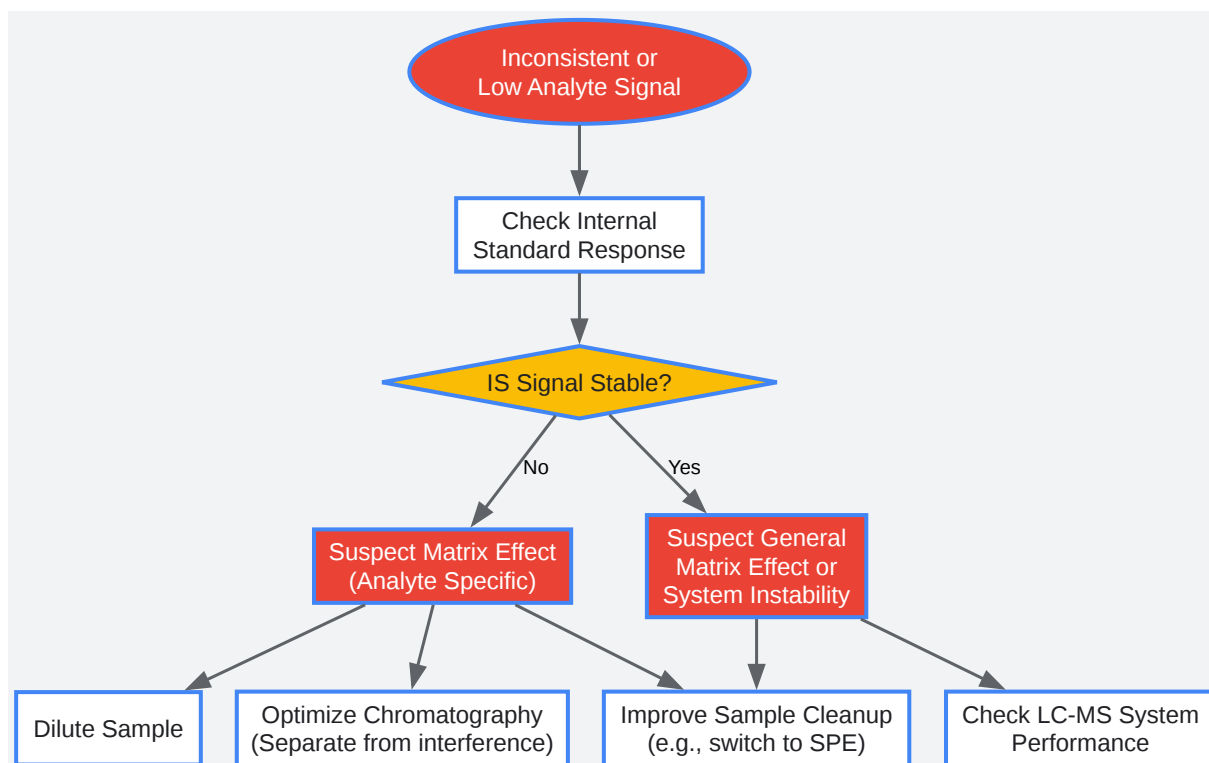 Inconsistent or
Low Analyte Signal
Check Internal
Standard Response
IS Signal Stable?
No
Yes
Suspect Matrix Effect
(Analyte Specific)
Suspect General
Matrix Effect or
System Instability
Dilute Sample
Optimize Chromatography
(Separate from interference)
Improve Sample Cleanup
(e.g., switch to SPE)
Check LC-MS System
Performance